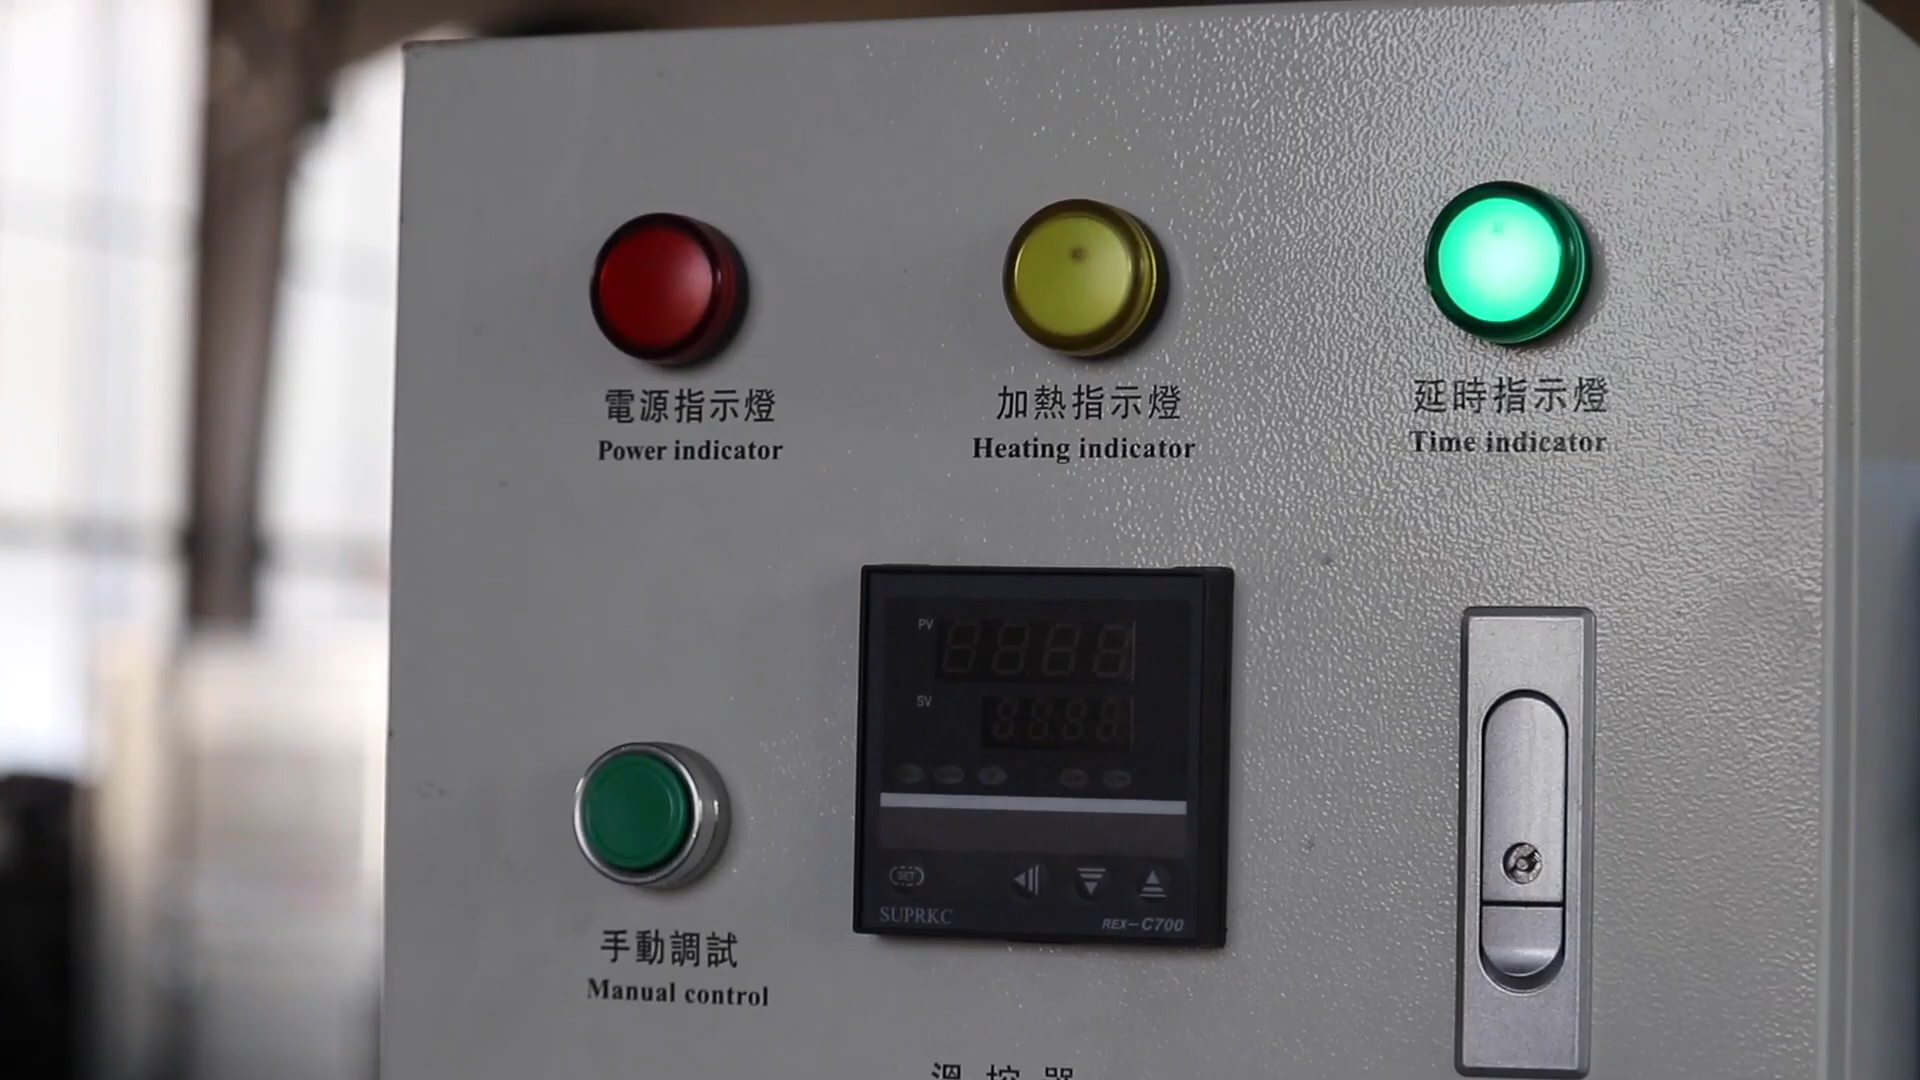 電源指示燈
Power indicator
加熱指示燈
Heating indicator
延時指示燈
Time indicator
PV
SV
SET
SUPRKC
REX-C700
手動調試
Manual control
溫控器